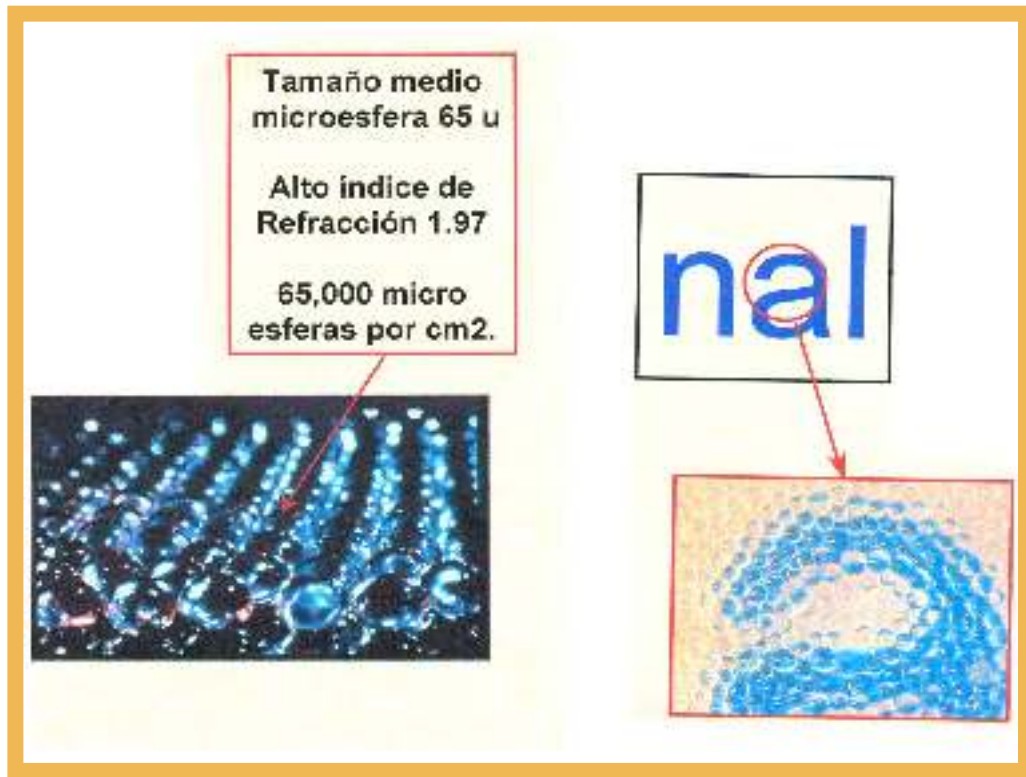 Tamaño medio
microesfera 65 u
Alto índice de
Refracción 1.97
65,000 micro
esferas por cm2.
nal